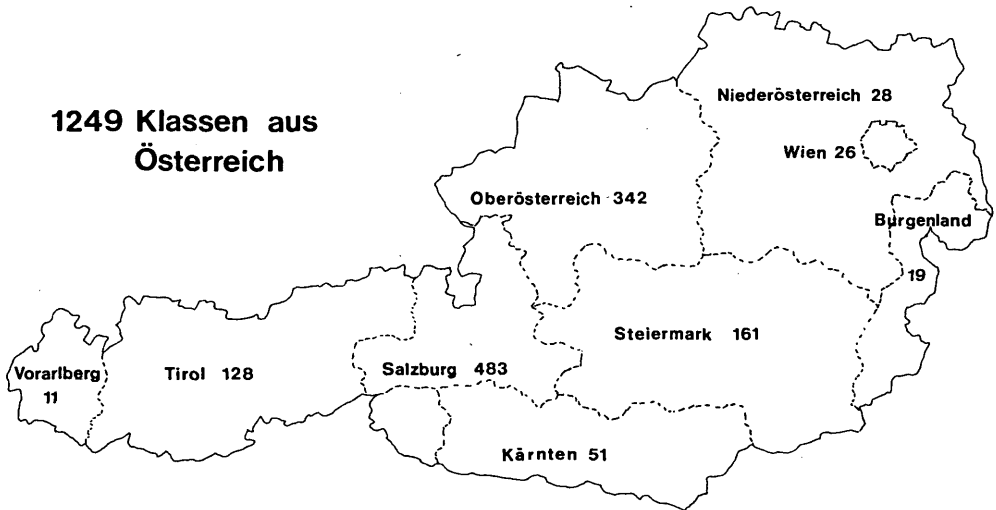 1249 Klassen aus
Österreich
Niederösterreich 28
Wien 26
Oberösterreich 342
Burgenland
19
Steiermark 161
Salzburg 483
Tirol 128
Vorarlberg
11
Kärnten 51